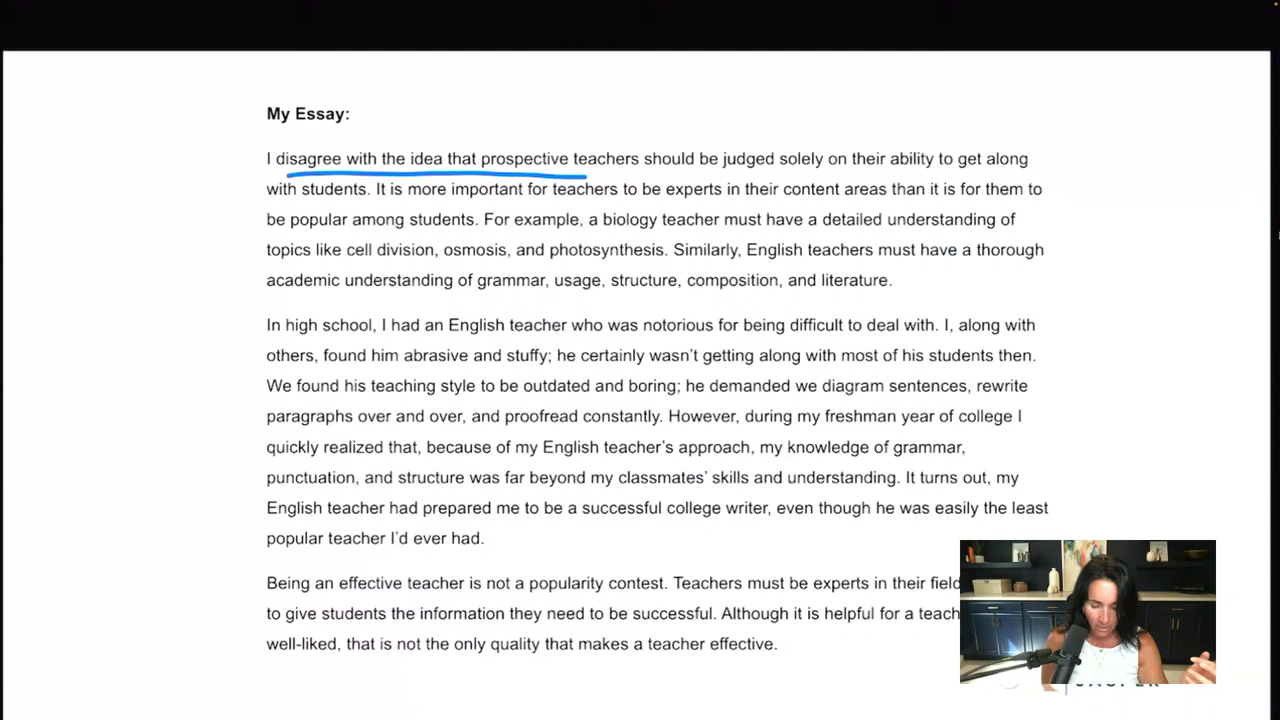 My Essay:
I disagree with the idea that prospective teachers should be judged solely on their ability to get along
with students. It is more important for teachers to be experts in their content areas than it is for them to
be popular among students. For example, a biology teacher must have a detailed understanding of
topics like cell division, osmosis, and photosynthesis. Similarly, English teachers must have a thorough
academic understanding of grammar, usage, structure, composition, and literature.
In high school, I had an English teacher who was notorious for being difficult to deal with. I, along with
others, found him abrasive and stuffy; he certainly wasn’t getting along with most of his students then.
We found his teaching style to be outdated and boring; he demanded we diagram sentences, rewrite
paragraphs over and over, and proofread constantly. However, during my freshman year of college I
quickly realized that, because of my English teacher’s approach, my knowledge of grammar,
punctuation, and structure was far beyond my classmates’ skills and understanding. It turns out, my
English teacher had prepared me to be a successful college writer, even though he was easily the least
popular teacher I’d ever had.
Being an effective teacher is not a popularity contest. Teachers must be experts in their field
to give students the information they need to be successful. Although it is helpful for a teach
well-liked, that is not the only quality that makes a teacher effective.